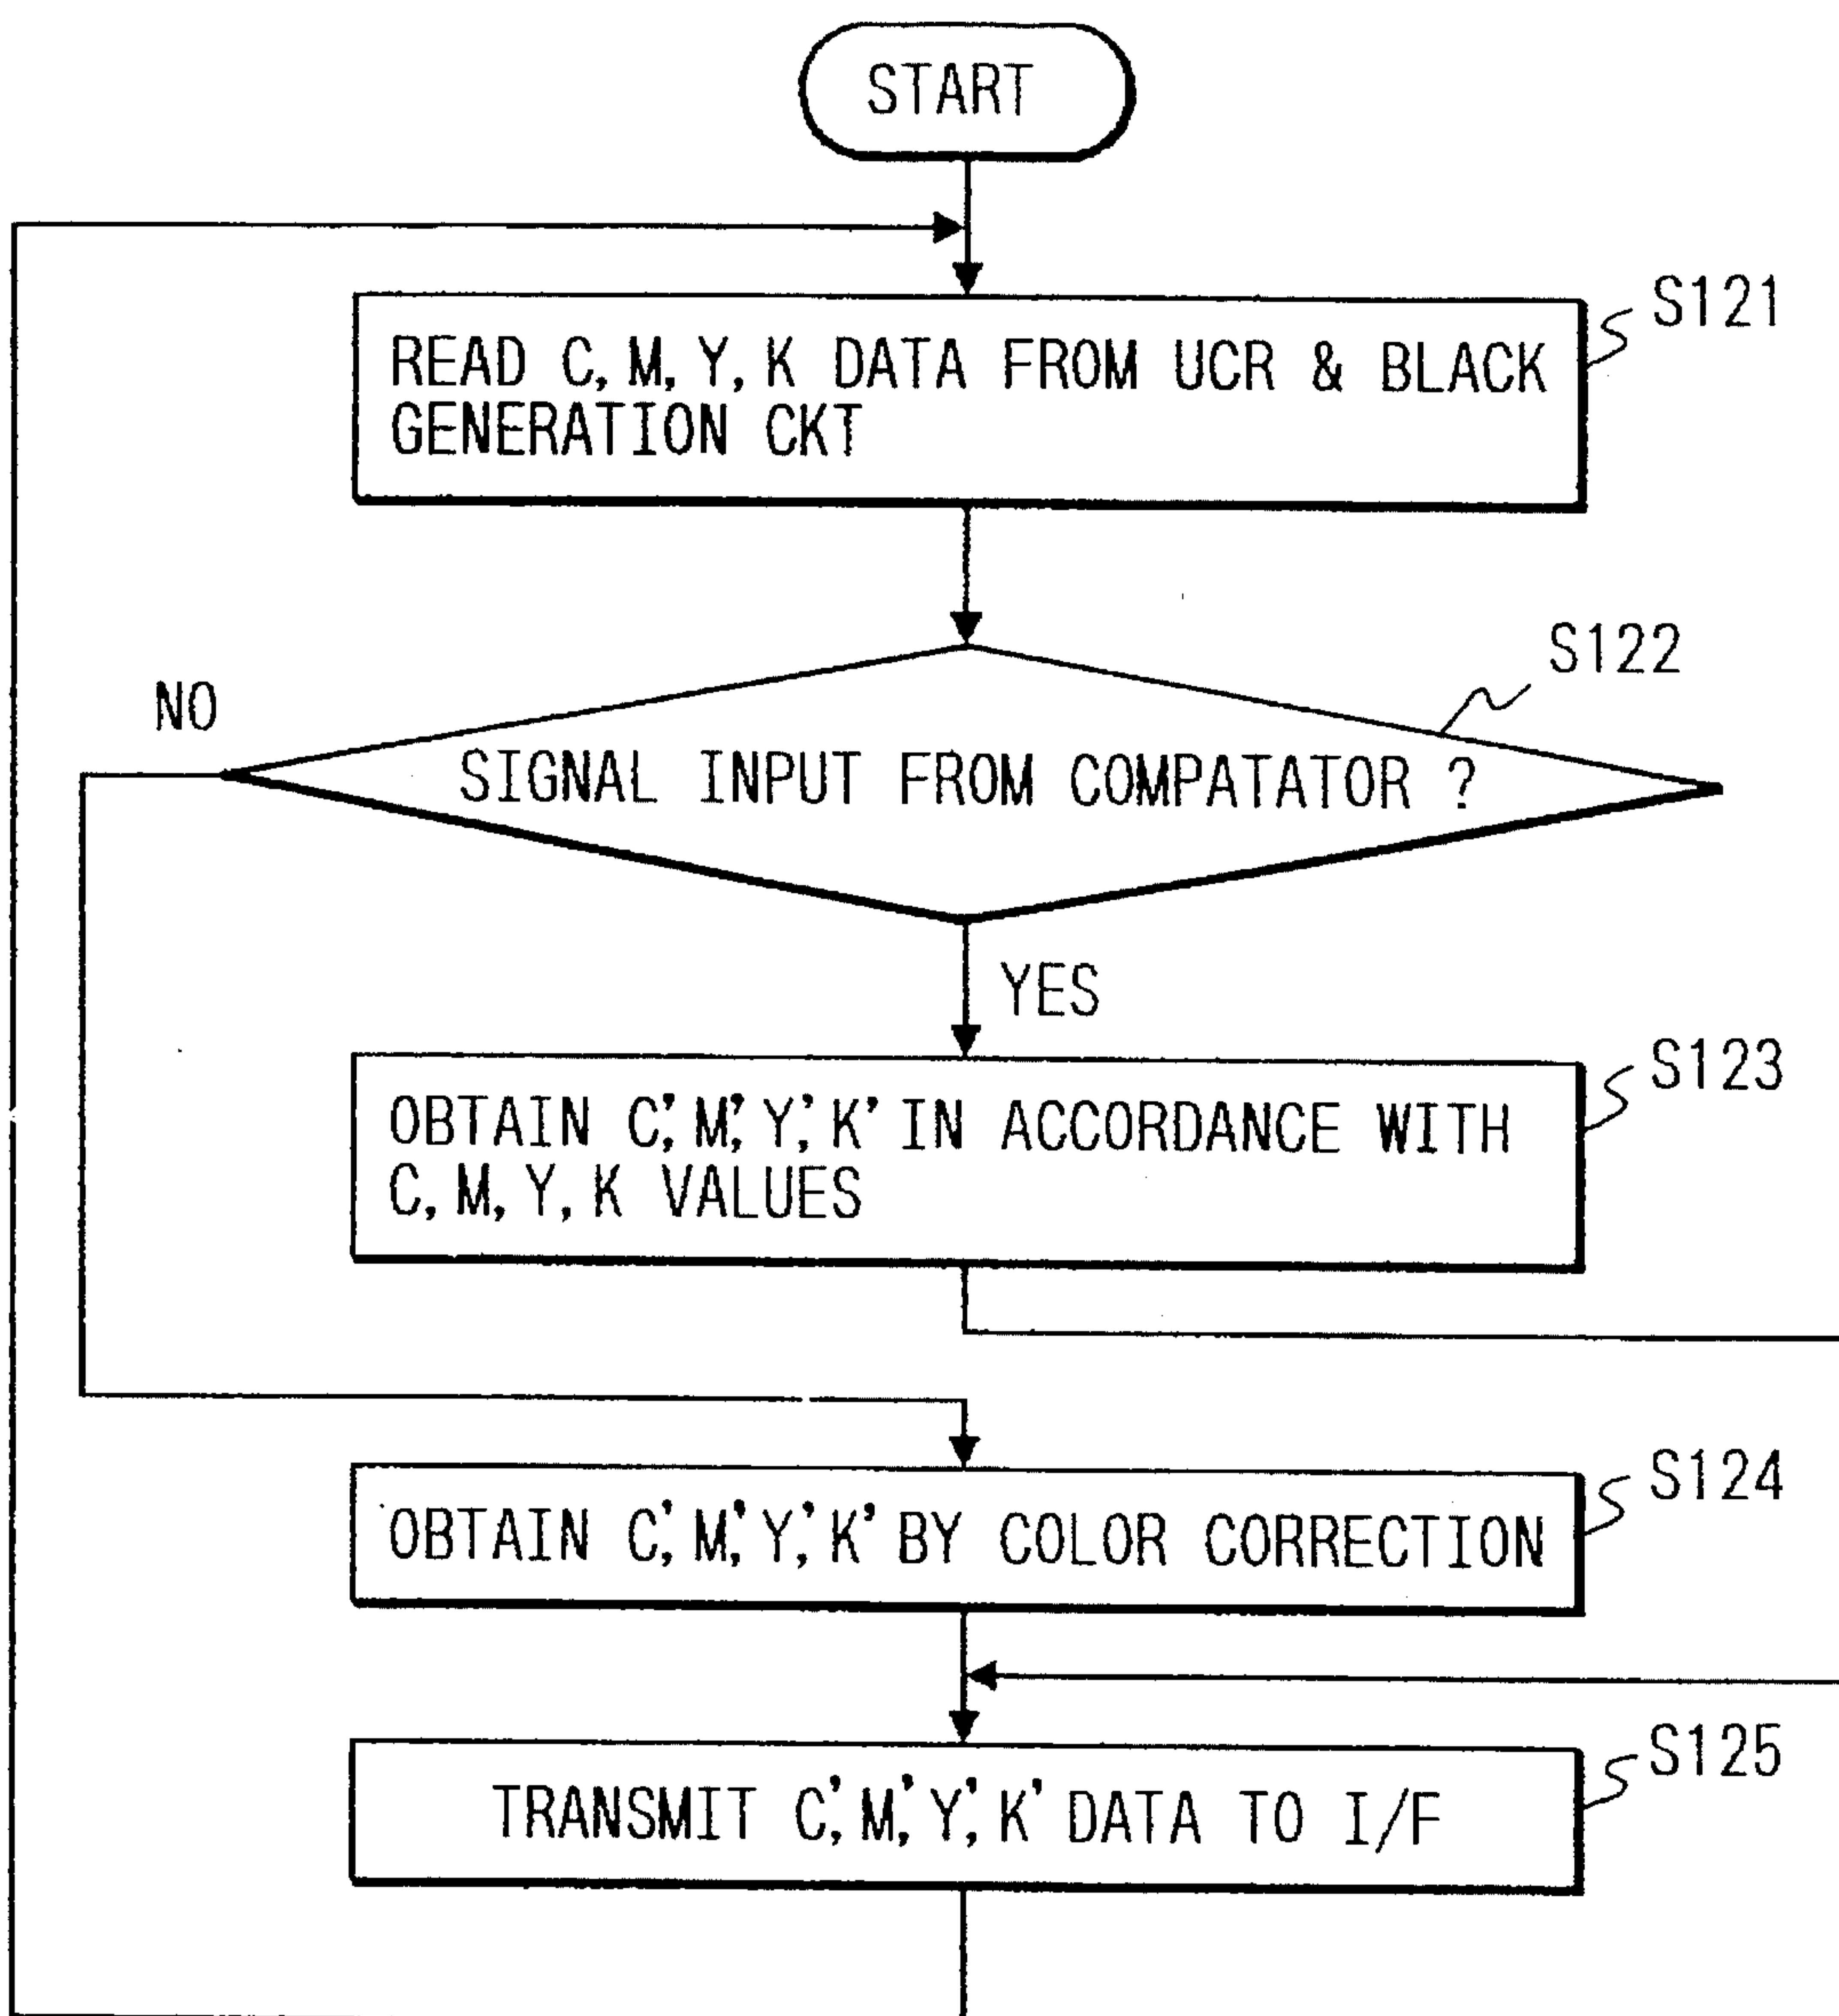 START
S121
READ C, M, Y, K DATA FROM UCR & BLACK
GENERATION CKT
S122
NO
SIGNAL INPUT FROM COMPATATOR ?
YES
S123
OBTAIN C', M', Y', K' IN ACCORDANCE WITH
C, M, Y, K VALUES
S124
OBTAIN C', M', Y', K' BY COLOR CORRECTION
S125
TRANSMIT C', M', Y', K' DATA TO I/F